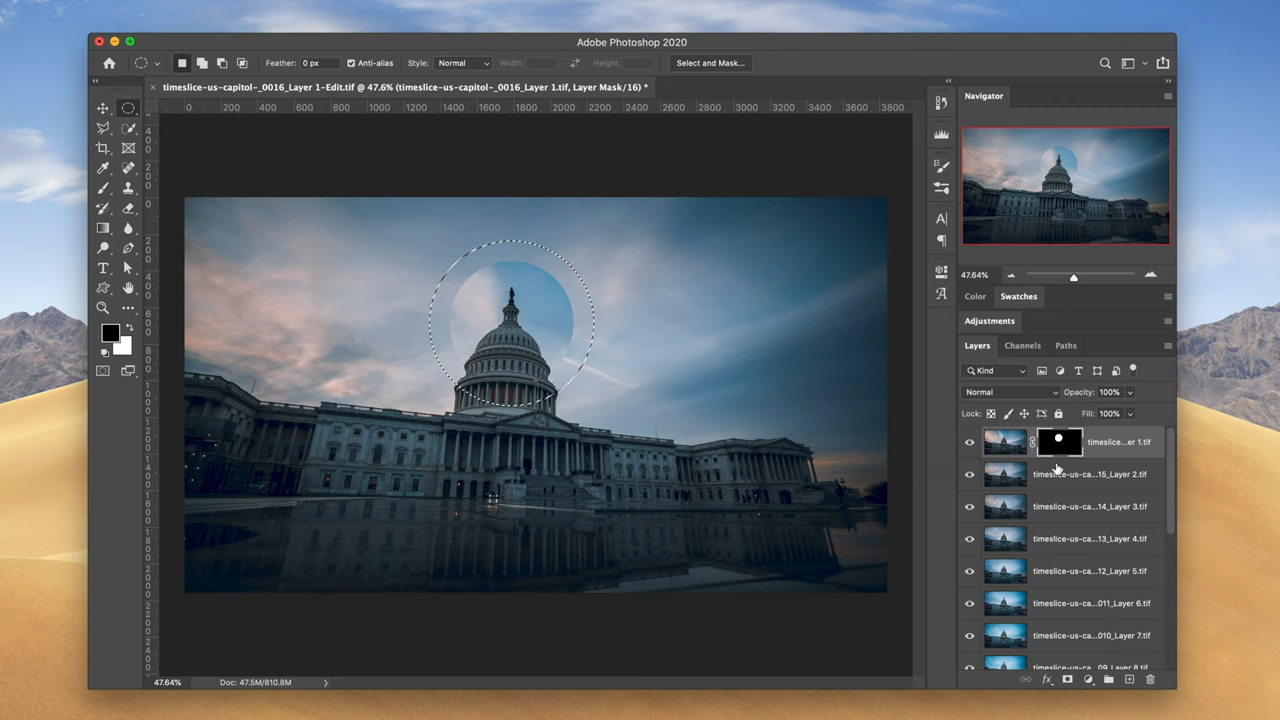 Adobe Photoshop 2020
Feather: 0 px Anti-alias Style: Normal Width: Height: Select and Mask...
timeslice-us-capitol-_0016_Layer 1-Edit.tif @ 47.6% (timeslice-us-capitol-_0016_Layer 1.tif, Layer Mask/16) *
0 200 400 600 800 1000 1200 1400 1600 1800 2000 2200 2400 2600 2800 3000 3200 3400 3600 3800
Navigator
47.64%
Color Swatches
Adjustments
Layers Channels Paths
Kind
Normal Opacity: 100%
Lock: Fill: 100%
timeslice...er 1.tif
timeslice-us-ca...15_Layer 2.tif
timeslice-us-ca...14_Layer 3.tif
timeslice-us-ca...13_Layer 4.tif
timeslice-us-ca...12_Layer 5.tif
timeslice-us-ca...011_Layer 6.tif
timeslice-us-ca...010_Layer 7.tif
timeslice-us-ca...09_Layer 8.tif
47.64% Doc: 47.5M/810.8M